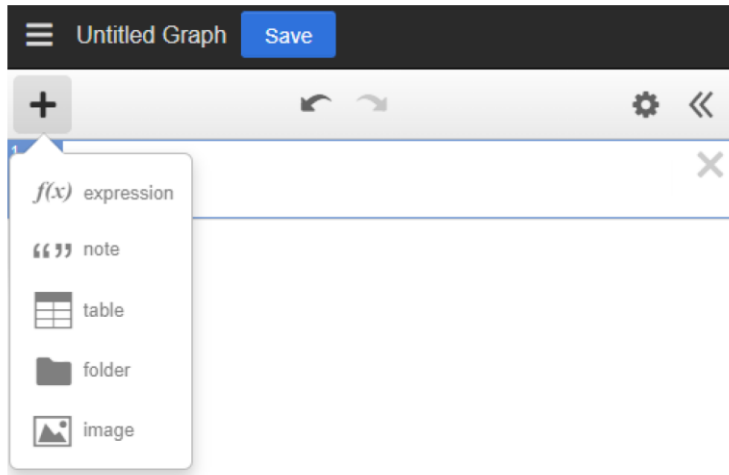 Untitled Graph Save
1
f(x) expression
note
table
folder
image